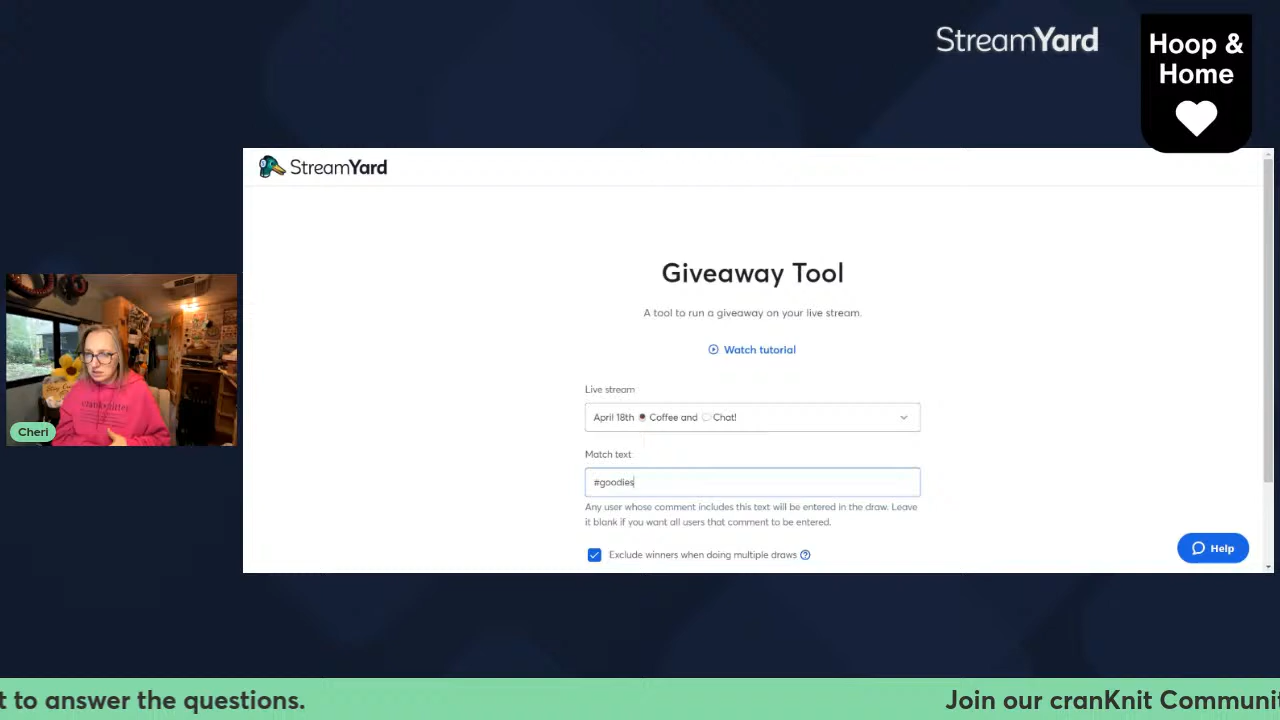 StreamYard
Hoop &
Home
StreamYard
Giveaway Tool
A tool to run a giveaway on your live stream.
Watch tutorial
Live stream
April 18th Coffee and Chat!
Match text
#goodies
Any user whose comment includes this text will be entered in the draw. Leave
it blank if you want all users that comment to be entered.
Exclude winners when doing multiple draws
Help
Cheri
t to answer the questions.
Join our cranKnit Communi